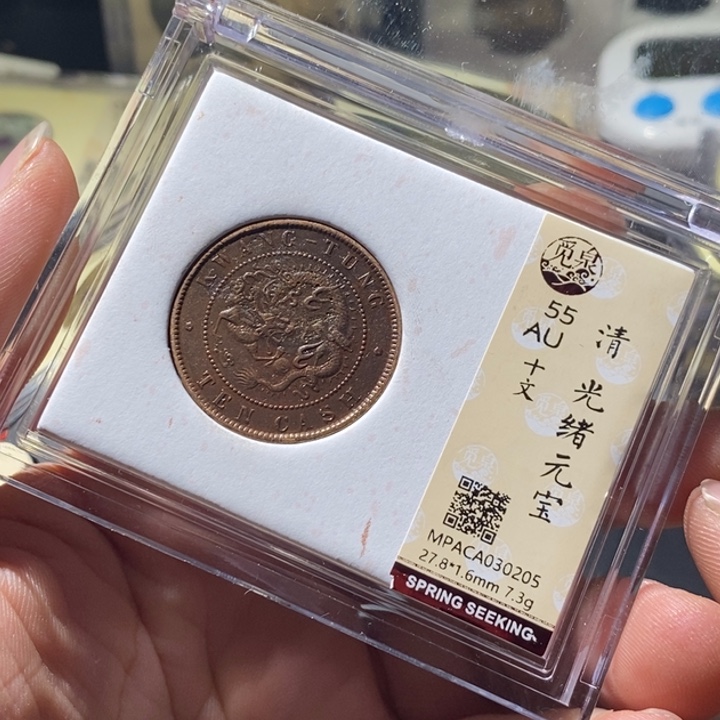 KWANG-TUNG
TEN CASH
觅泉
55
AU
十文
清
光绪元宝
MPACA030205
27.8*1.6mm 7.3g
SPRING SEEKING